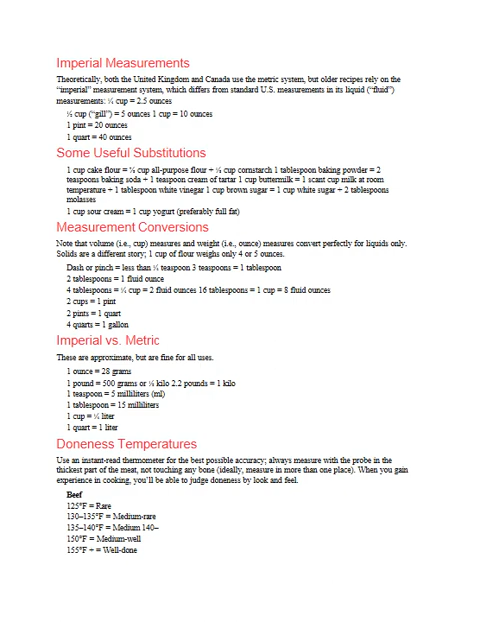 Imperial Measurements
Theoretically, both the United Kingdom and Canada use the metric system, but older recipes rely on the
“imperial” measurement system, which differs from standard U.S. measurements in its liquid (“fluid”)
measurements: ¼ cup = 2.5 ounces
½ cup (“gill”) = 5 ounces 1 cup = 10 ounces
1 pint = 20 ounces
1 quart = 40 ounces
Some Useful Substitutions
1 cup cake flour = ⅞ cup all-purpose flour + ⅛ cup cornstarch 1 tablespoon baking powder = 2
teaspoons baking soda + 1 teaspoon cream of tartar 1 cup buttermilk = 1 scant cup milk at room
temperature + 1 tablespoon white vinegar 1 cup brown sugar = 1 cup white sugar + 2 tablespoons
molasses
1 cup sour cream = 1 cup yogurt (preferably full fat)
Measurement Conversions
Note that volume (i.e., cup) measures and weight (i.e., ounce) measures convert perfectly for liquids only.
Solids are a different story; 1 cup of flour weighs only 4 or 5 ounces.
Dash or pinch = less than ⅛ teaspoon 3 teaspoons = 1 tablespoon
2 tablespoons = 1 fluid ounce
4 tablespoons = ¼ cup = 2 fluid ounces 16 tablespoons = 1 cup = 8 fluid ounces
2 cups = 1 pint
2 pints = 1 quart
4 quarts = 1 gallon
Imperial vs. Metric
These are approximate, but are fine for all uses.
1 ounce = 28 grams
1 pound = 500 grams or ½ kilo 2.2 pounds = 1 kilo
1 teaspoon = 5 milliliters (ml)
1 tablespoon = 15 milliliters
1 cup = ¼ liter
1 quart = 1 liter
Doneness Temperatures
Use an instant-read thermometer for the best possible accuracy; always measure with the probe in the
thickest part of the meat, not touching any bone (ideally, measure in more than one place). When you gain
experience in cooking, you’ll be able to judge doneness by look and feel.
Beef
125°F = Rare
130–135°F = Medium-rare
135–140°F = Medium 140–
150°F = Medium-well
155°F + = Well-done